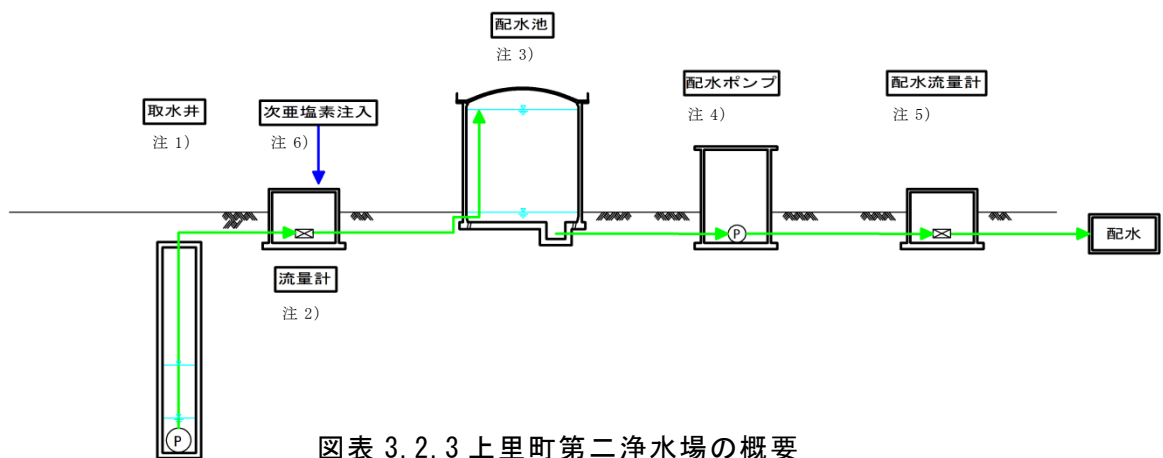 配水池
注 3)
配水ポンプ
配水流量計
取水井
次亜塩素注入
注 4)
注 5)
注 1)
注 6)
P
配水
流量計
注 2)
P
図表 3.2.3 上里町第二浄水場の概要